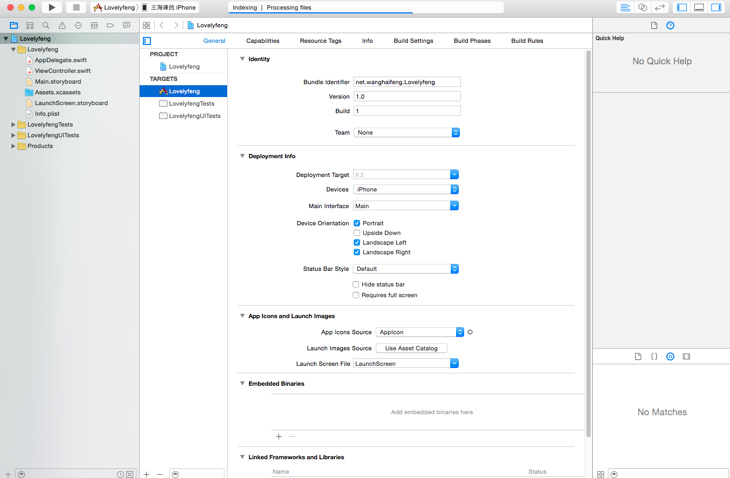 Lovelyfeng
王海峰的 iPhone
Indexing | Processing files
Lovelyfeng
Lovelyfeng
AppDelegate.swift
ViewController.swift
Main.storyboard
Assets.xcassets
LaunchScreen.storyboard
Info.plist
LovelyfengTests
LovelyfengUITests
Products
Lovelyfeng
General
Capabilities
Resource Tags
Info
Build Settings
Build Phases
Build Rules
PROJECT
Lovelyfeng
TARGETS
Lovelyfeng
LovelyfengTests
LovelyfengUITests
Identity
Bundle Identifier net.wanghaifeng.Lovelyfeng
Version 1.0
Build 1
Team None
Deployment Info
Deployment Target 9.2
Devices iPhone
Main Interface Main
Device Orientation Portrait
Upside Down
Landscape Left
Landscape Right
Status Bar Style Default
Hide status bar
Requires full screen
App Icons and Launch Images
App Icons Source AppIcon
Launch Images Source Use Asset Catalog
Launch Screen File LaunchScreen
Embedded Binaries
Add embedded binaries here
Linked Frameworks and Libraries
Name Status
Quick Help
No Quick Help
No Matches